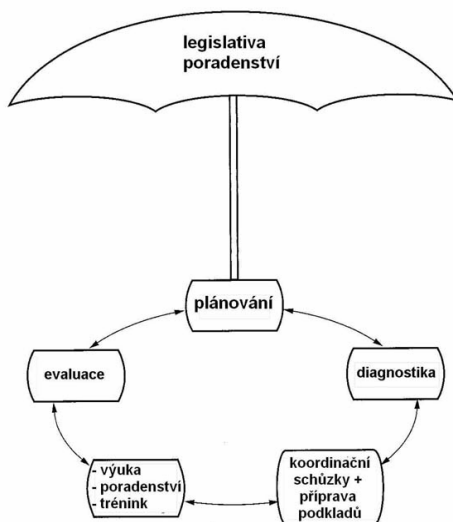 legislativa
poradenství
plánování
evaluace
diagnostika
- výuka
- poradenství
- trénink
koordinační
schůzky +
příprava
podkladů